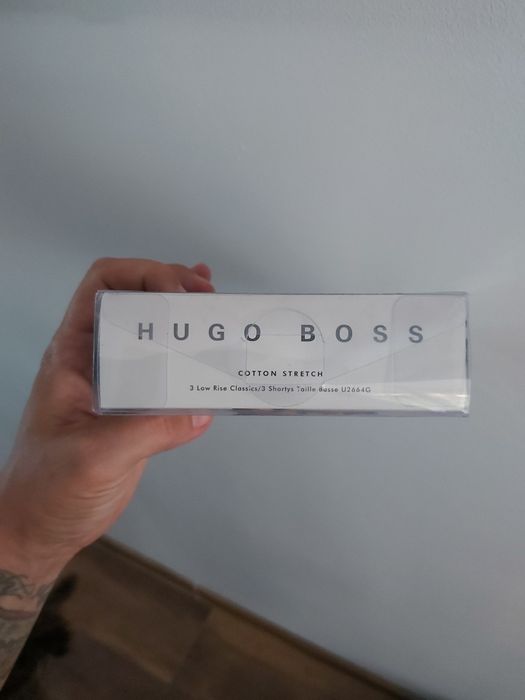 HUGO BOSS
COTTON STRETCH
3 Low Rise Classics/3 Shortys Taille Basse U2664G